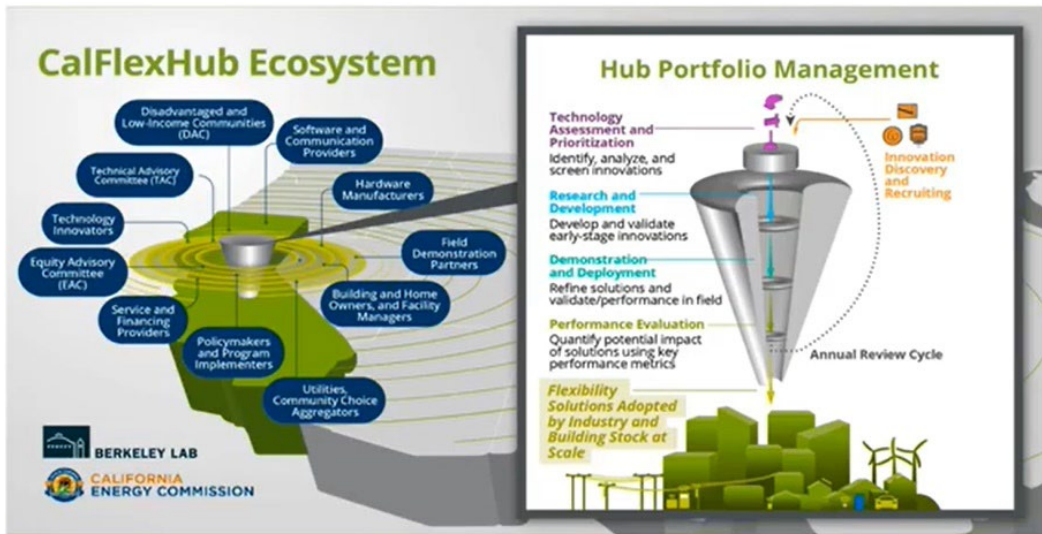 CalFlexHub Ecosystem
Disadvantaged and
Low-Income Communities
(DAC)
Software and
Communication
Providers
Technical Advisory
Committee (TAC)
Hardware
Manufacturers
Technology
Innovators
Field
Demonstration
Partners
Equity Advisory
Committee
(EAC)
Building and Home
Owners, and Facility
Managers
Service and
Financing
Providers
Policymakers
and Program
Implementers
Utilities,
Community Choice
Aggregators
BERKELEY LAB
CALIFORNIA
ENERGY COMMISSION
Hub Portfolio Management
Technology
Assessment and
Prioritization
Identify, analyze, and
screen innovations
Innovation
Discovery
and
Recruiting
Research and
Development
Develop and validate
early-stage innovations
Demonstration
and Deployment
Refine solutions and
validate/performance in field
Performance Evaluation
Quantify potential impact
of solutions using key
performance metrics
Annual Review Cycle
Flexibility
Solutions Adopted
by Industry and
Building Stock at
Scale